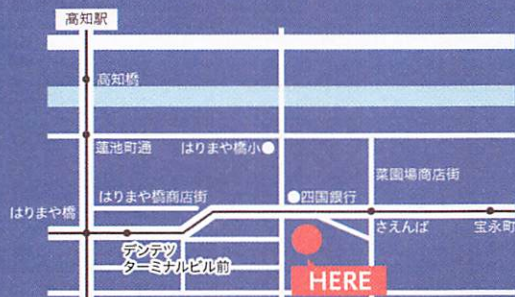 高知駅
高知橋
蓮池町通
はりまや橋小
菜園場商店街
はりまや橋商店街
四国銀行
はりまや橋
さえんば
宝永町
デンテツ
ターミナルビル前
HERE